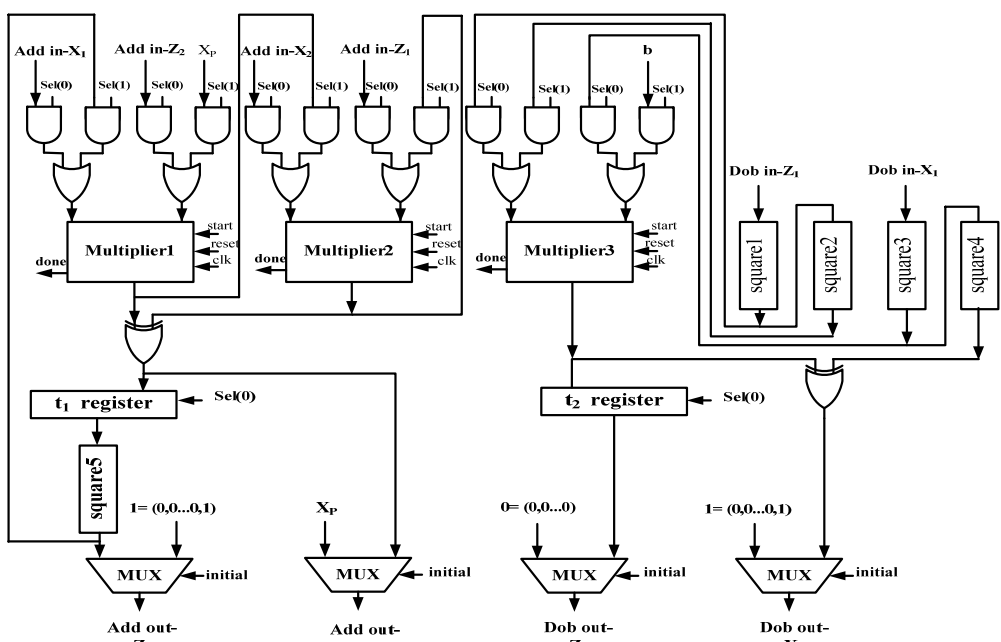 Add in-X₁ Add in-Z₂ Xₚ Add in-X₂ Add in-Z₁ b
Sel(0) Sel(1) Sel(0) Sel(1) Sel(0) Sel(1) Sel(0) Sel(1) Sel(0) Sel(1) Sel(0) Sel(1)
Dob in-Z₁ Dob in-X₁
Multiplier1 start reset clk done
Multiplier2 start reset clk done
Multiplier3 start reset clk done
square1 square2 square3 square4
t₁ register Sel(0)
t₂ register Sel(0)
square5
1= (0,0...0,1) Xₚ 0= (0,0...0) 1= (0,0...0,1)
MUX initial MUX initial MUX initial MUX initial
Add out- Add out- Dob out- Dob out-